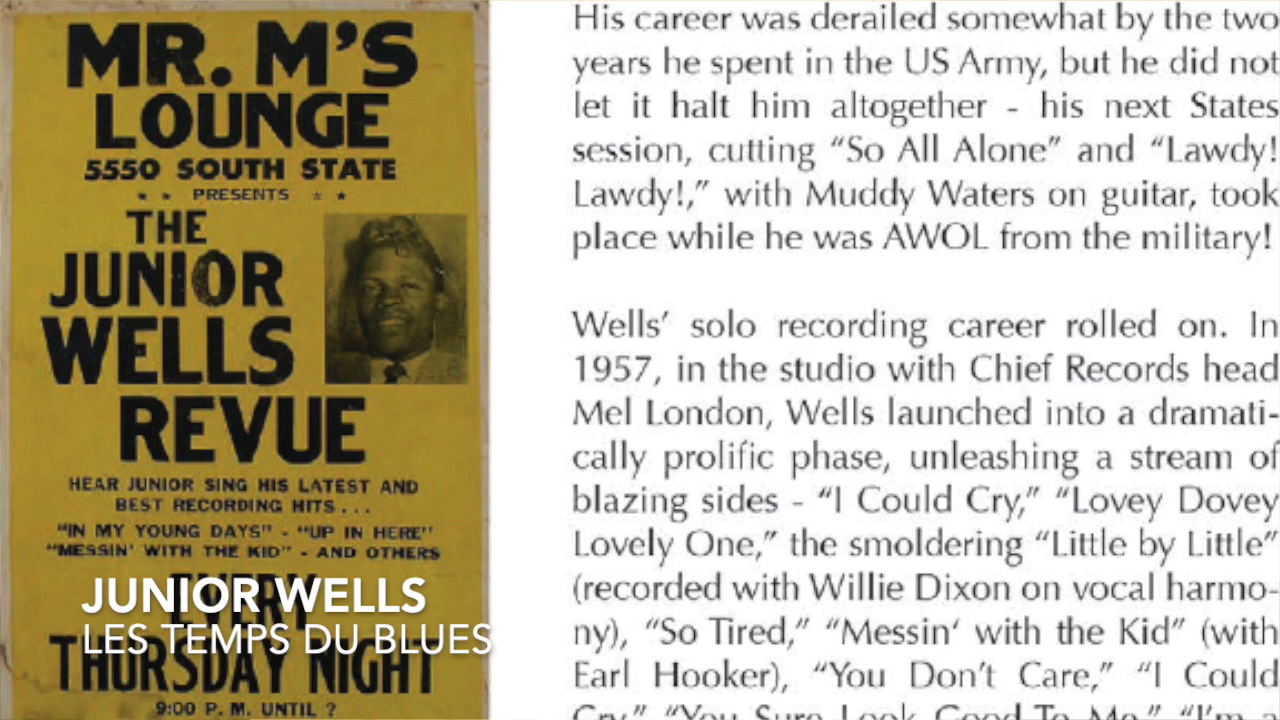 MR. M'S
LOUNGE
5550 SOUTH STATE
★ ★ PRESENTS ★ ★
THE
JUNIOR
WELLS
REVUE
HEAR JUNIOR SING HIS LATEST AND
BEST RECORDING HITS...
"IN MY YOUNG DAYS" - "UP IN HERE"
"MESSIN' WITH THE KID" - AND OTHERS
EVERY
THURSDAY NIGHT
9:00 P. M. UNTIL ?
JUNIOR WELLS
LES TEMPS DU BLUES
His career was derailed somewhat by the two
years he spent in the US Army, but he did not
let it halt him altogether - his next States
session, cutting “So All Alone” and “Lawdy!
Lawdy!,” with Muddy Waters on guitar, took
place while he was AWOL from the military!
Wells’ solo recording career rolled on. In
1957, in the studio with Chief Records head
Mel London, Wells launched into a dramati-
cally prolific phase, unleashing a stream of
blazing sides - “I Could Cry,” “Lovey Dovey
Lovely One,” the smoldering “Little by Little”
(recorded with Willie Dixon on vocal harmo-
ny), “So Tired,” “Messin‘ with the Kid” (with
Earl Hooker), “You Don’t Care,” “I Could
Cry,” “You Sure Look Good To Me,” “I’m a